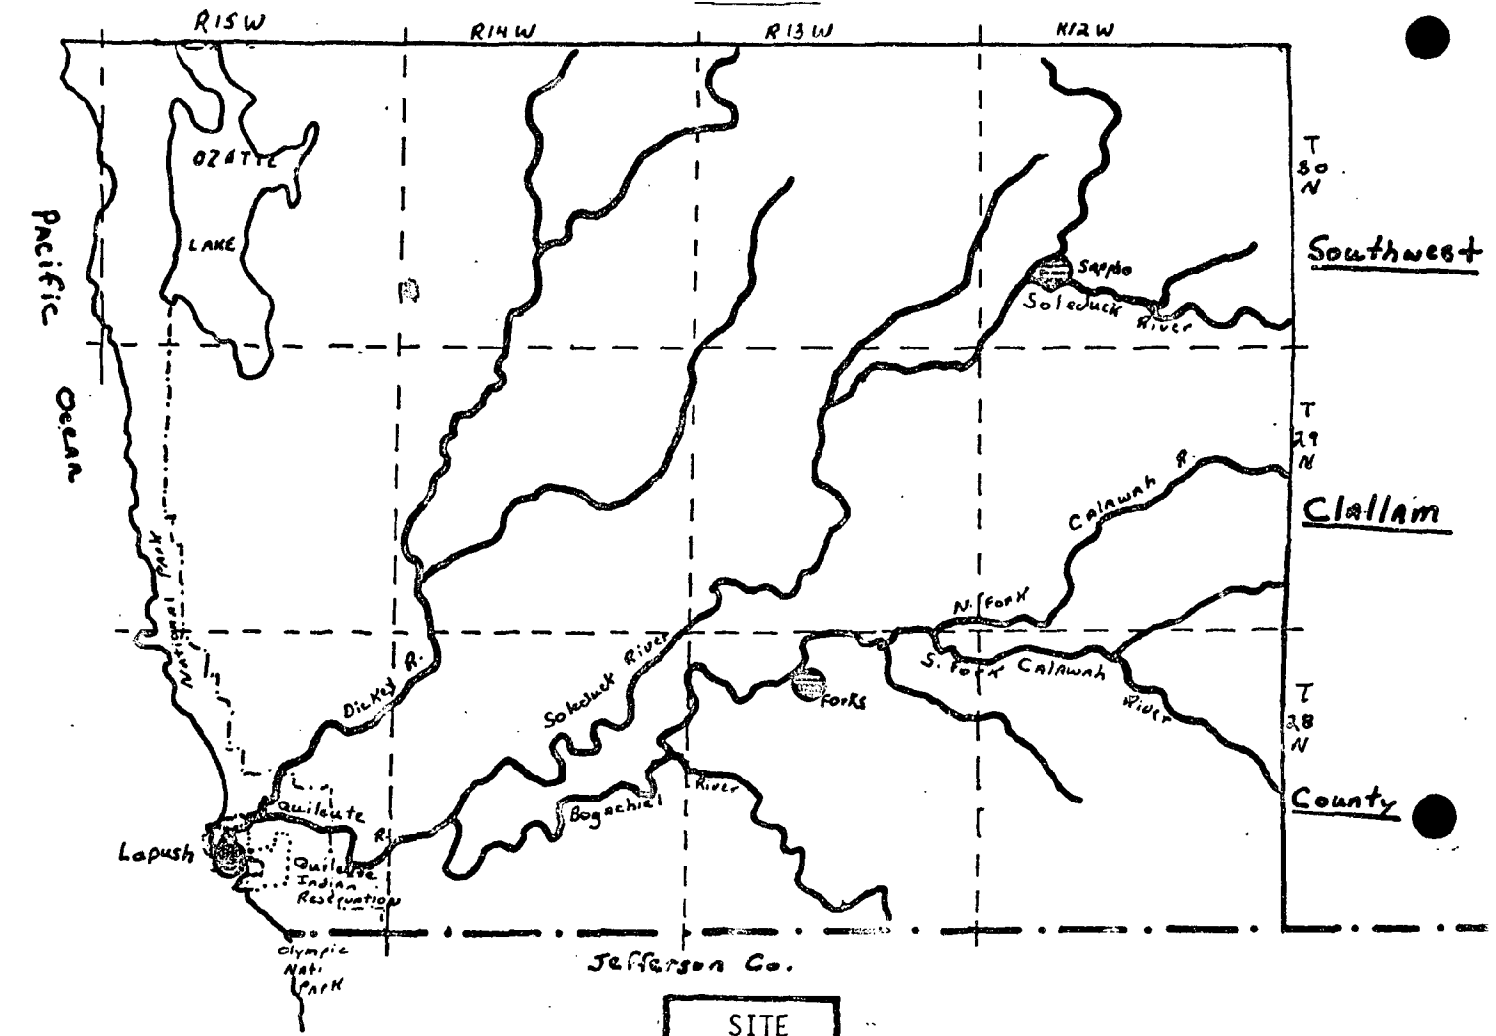 R15W R14W R13W R12W
T
30
N
OZATTE
LAKE
Pacific
Ocean
Southwest
Sappho
Soleduck
River
T
29
N
Calawah R.
Clallam
National Park
N. Fork
S. Fork Calawah
River
Dickey R.
Soleduck River
Forks
T
28
N
County
Quileute
R.
Bogachiel
River
Lapush
Quileute
Indian
Reservation
Olympic
Nat.
Park
Jefferson Co.
SITE